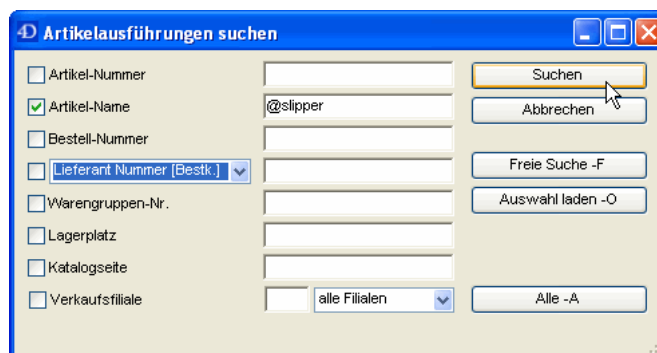 4D Artikelausführungen suchen
Artikel-Nummer
Suchen
Artikel-Name @slipper
Abbrechen
Bestell-Nummer
Lieferant Nummer [Bestk.]
Freie Suche -F
Warengruppen-Nr.
Auswahl laden -O
Lagerplatz
Katalogseite
Verkaufsfiliale alle Filialen
Alle -A